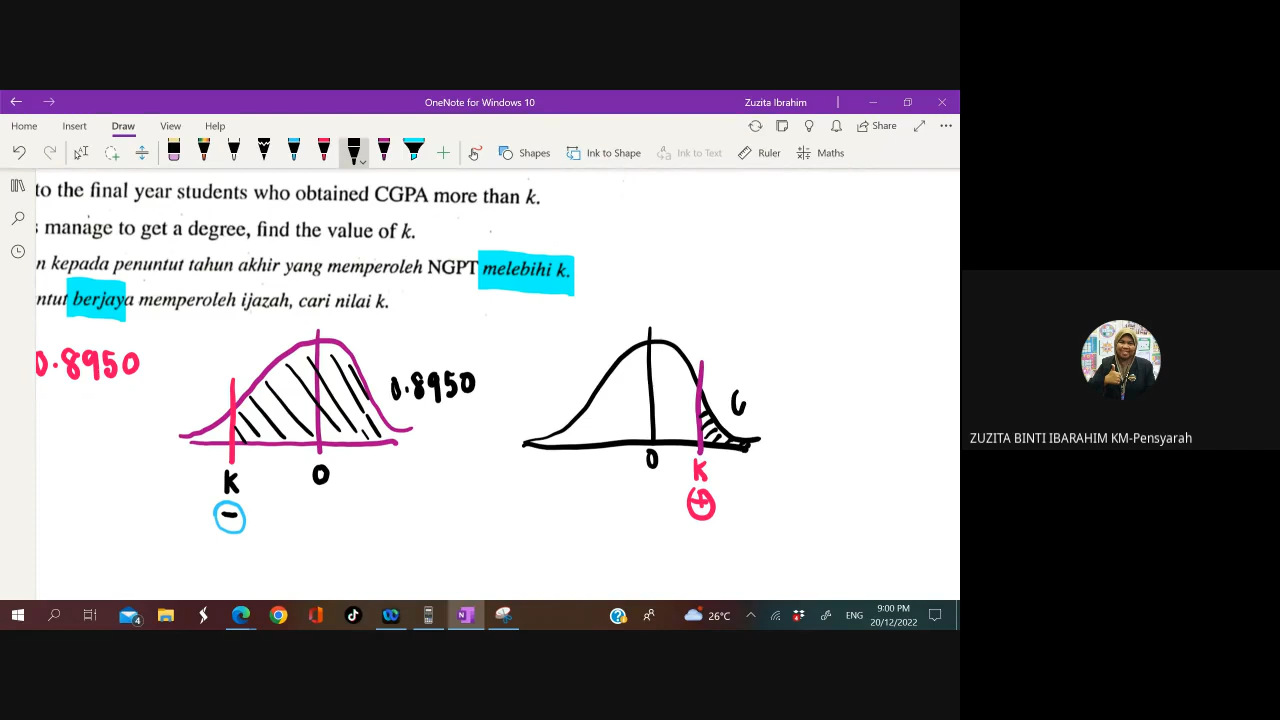 OneNote for Windows 10
Zuzita Ibrahim
Home Insert Draw View Help
Share
Shapes Ink to Shape Ink to Text Ruler Maths
to the final year students who obtained CGPA more than k.
manage to get a degree, find the value of k.
n kepada penuntut tahun akhir yang memperoleh NGPT melebihi k.
ntut berjaya memperoleh ijazah, cari nilai k.
0.8950
0.8950
K
0
-
0
K
+
ZUZITA BINTI IBARAHIM KM-Pensyarah
4
26°C
ENG
9:00 PM
20/12/2022